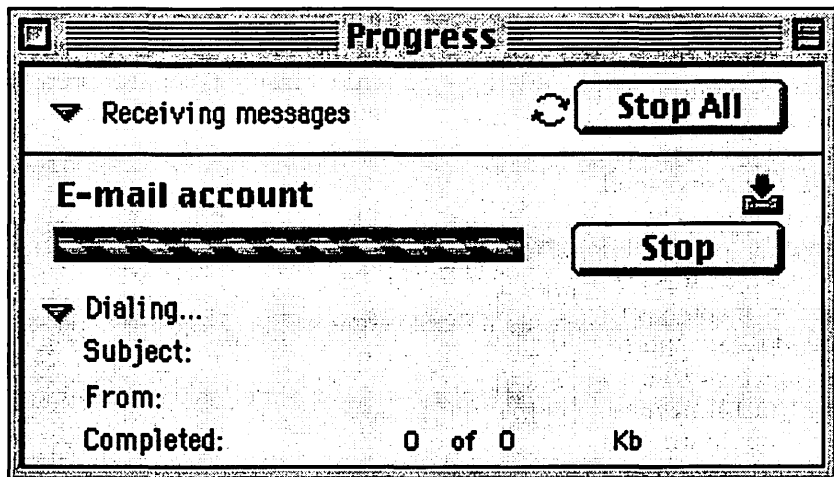 Progress
Receiving messages Stop All
E-mail account
Stop
Dialing...
Subject:
From:
Completed: 0 of 0 Kb